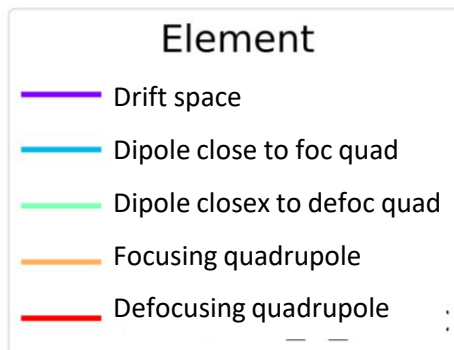 Element
Drift space
Dipole close to foc quad
Dipole closex to defoc quad
Focusing quadrupole
Defocusing quadrupole